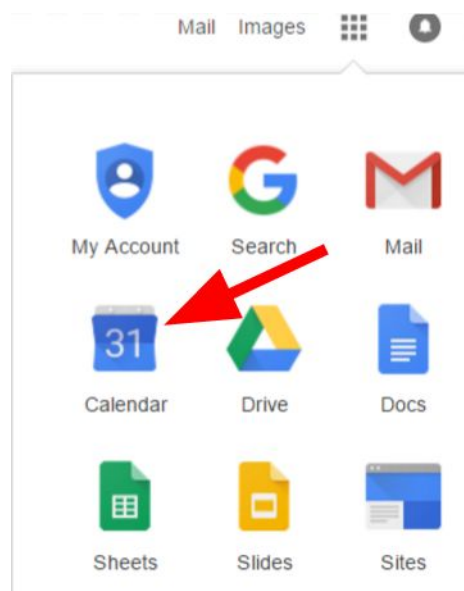 Mail Images
My Account Search Mail
31
Calendar Drive Docs
Sheets Slides Sites